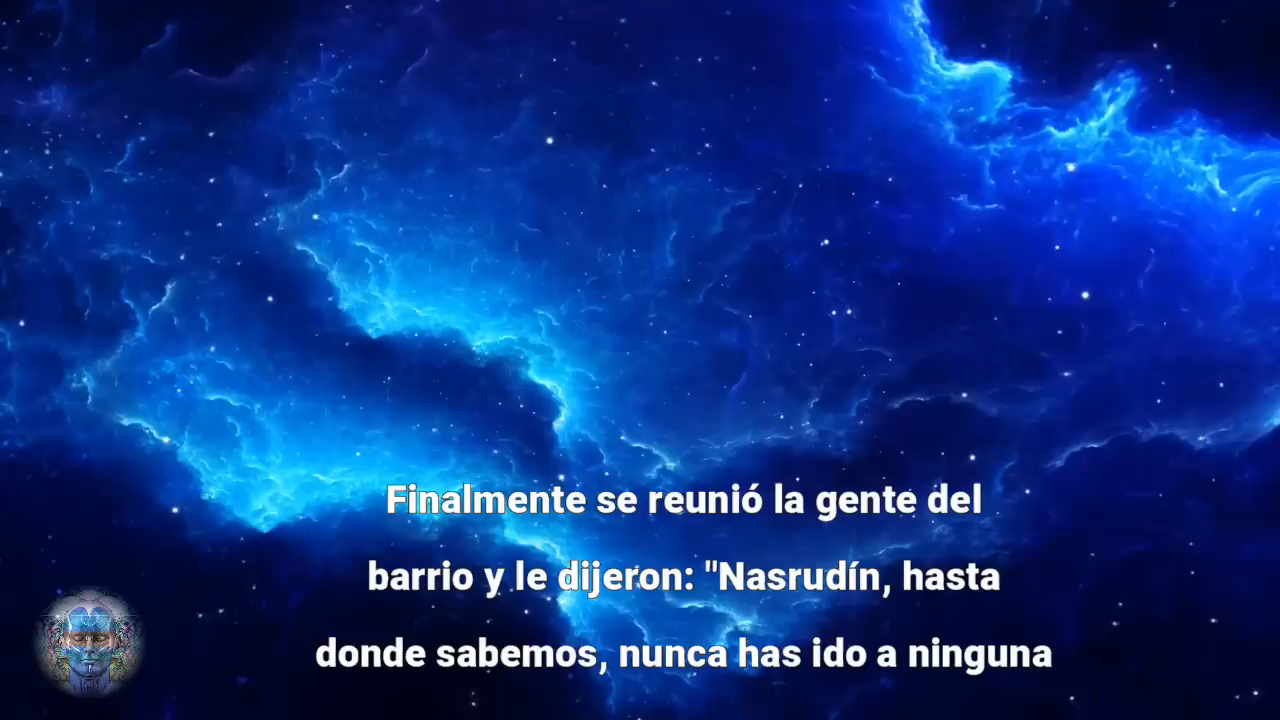 Finalmente se reunió la gente del
barrio y le dijeron: "Nasrudín, hasta
donde sabemos, nunca has ido a ninguna